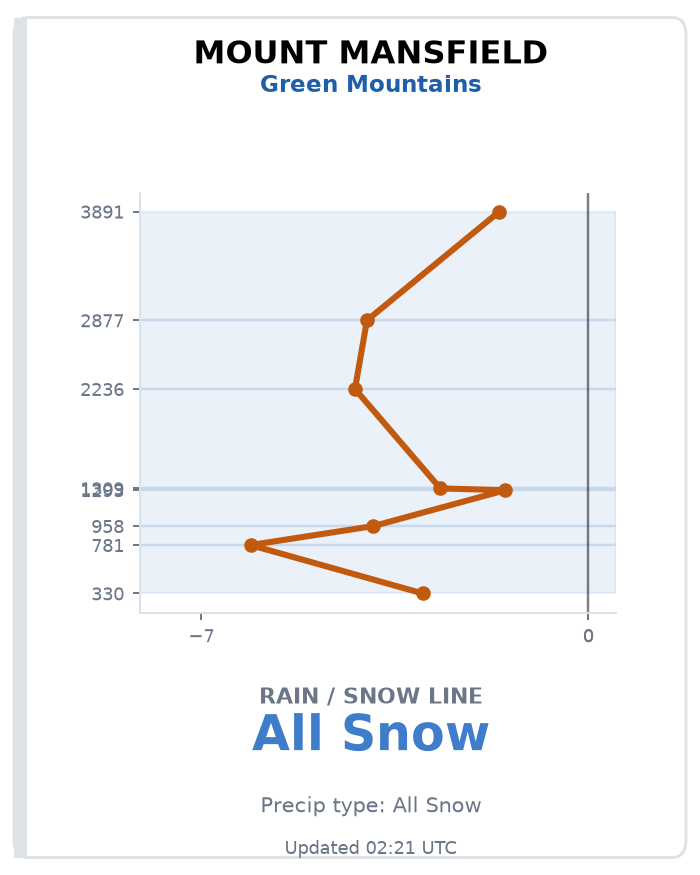 MOUNT MANSFIELD
Green Mountains
3891
2877
2236
958
781
330
−7
0
RAIN / SNOW LINE
All Snow
Precip type: All Snow
Updated 02:21 UTC